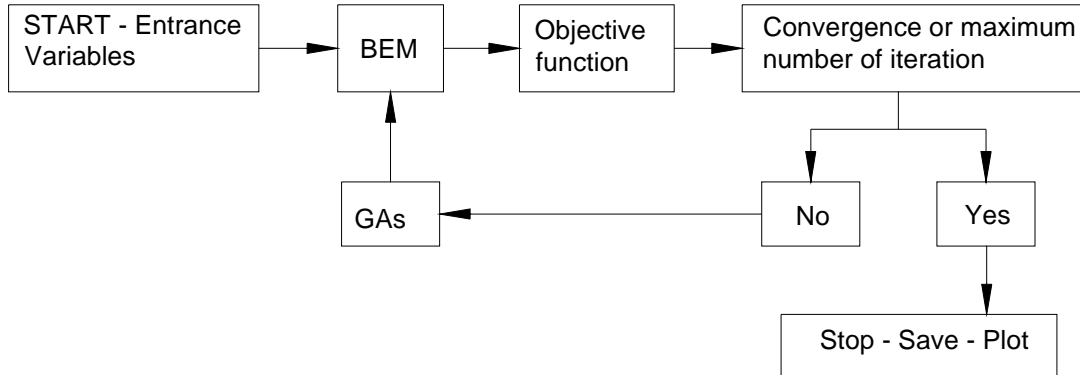 START - Entrance
Variables
BEM
Objective
function
Convergence or maximum
number of iteration
GAs
No
Yes
Stop - Save - Plot